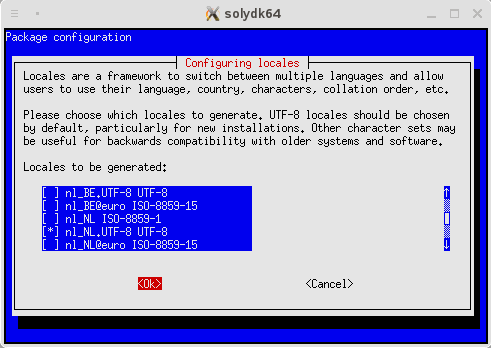 solydk64
Package configuration
Configuring locales
Locales are a framework to switch between multiple languages and allow
users to use their language, country, characters, collation order, etc.
Please choose which locales to generate. UTF-8 locales should be chosen
by default, particularly for new installations. Other character sets may
be useful for backwards compatibility with older systems and software.
Locales to be generated:
[ ] nl_BE.UTF-8 UTF-8
[ ] nl_BE@euro ISO-8859-15
[ ] nl_NL ISO-8859-1
[*] nl_NL.UTF-8 UTF-8
[ ] nl_NL@euro ISO-8859-15
<Ok> <Cancel>